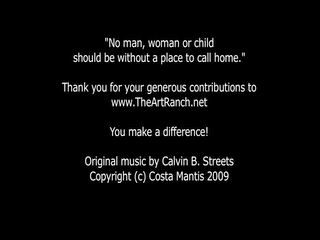 "No man, woman or child
should be without a place to call home."
Thank you for your generous contributions to
www.TheArtRanch.net
You make a difference!
Original music by Calvin B. Streets
Copyright (c) Costa Mantis 2009